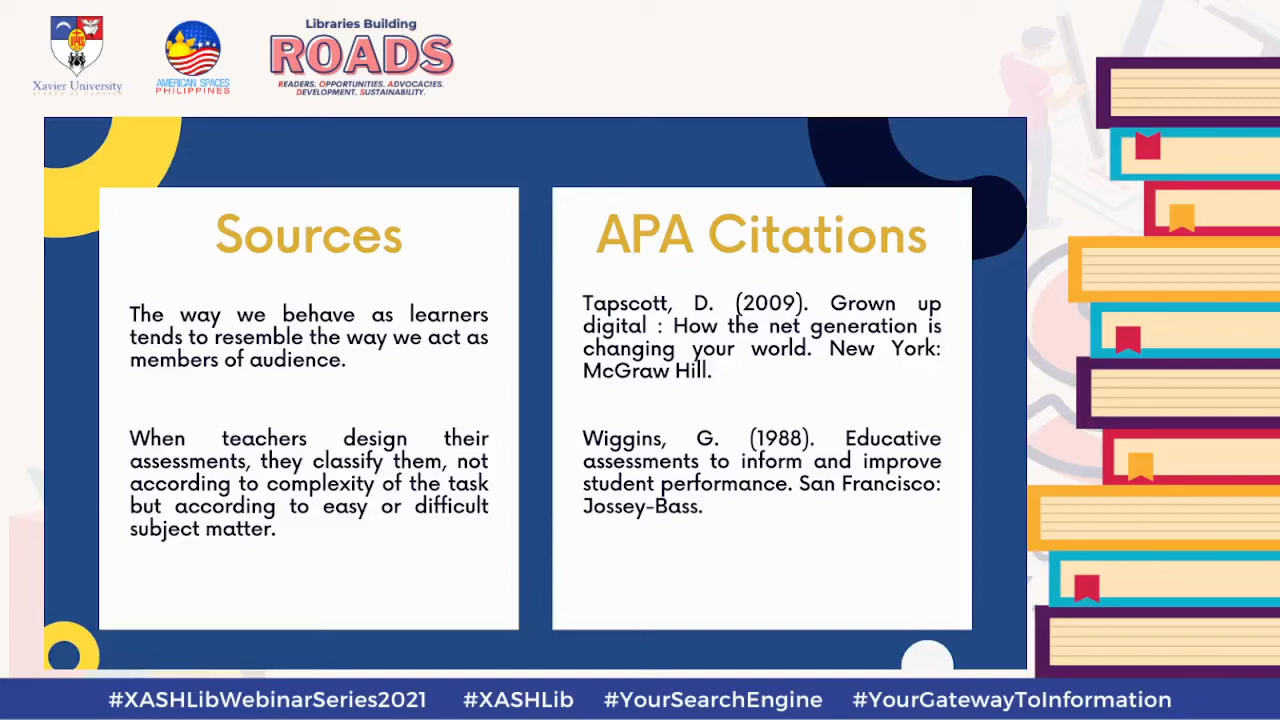 Libraries Building
ROADS
READERS. OPPORTUNITIES. ADVOCACIES.
DEVELOPMENT. SUSTAINABILITY.
Xavier University
AMERICAN SPACES
PHILIPPINES
Sources
The way we behave as learners
tends to resemble the way we act as
members of audience.
When teachers design their
assessments, they classify them, not
according to complexity of the task
but according to easy or difficult
subject matter.
APA Citations
Tapscott, D. (2009). Grown up
digital : How the net generation is
changing your world. New York:
McGraw Hill.
Wiggins, G. (1988). Educative
assessments to inform and improve
student performance. San Francisco:
Jossey-Bass.
#XASHLibWebinarSeries2021 #XASHLib #YourSearchEngine #YourGatewayToInformation